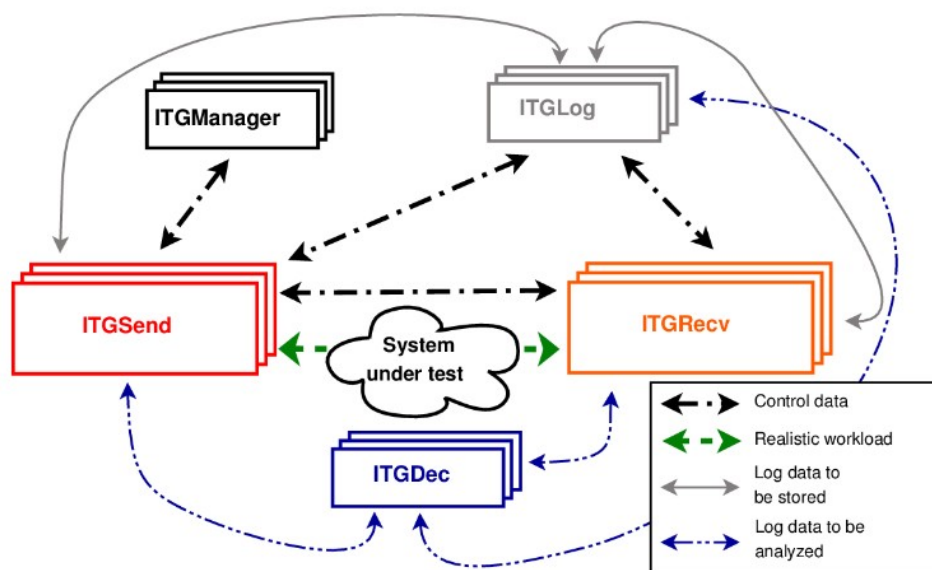 ITGManager
ITGLog
ITGSend
ITGRecv
System
under test
ITGDec
Control data
Realistic workload
Log data to
be stored
Log data to be
analyzed